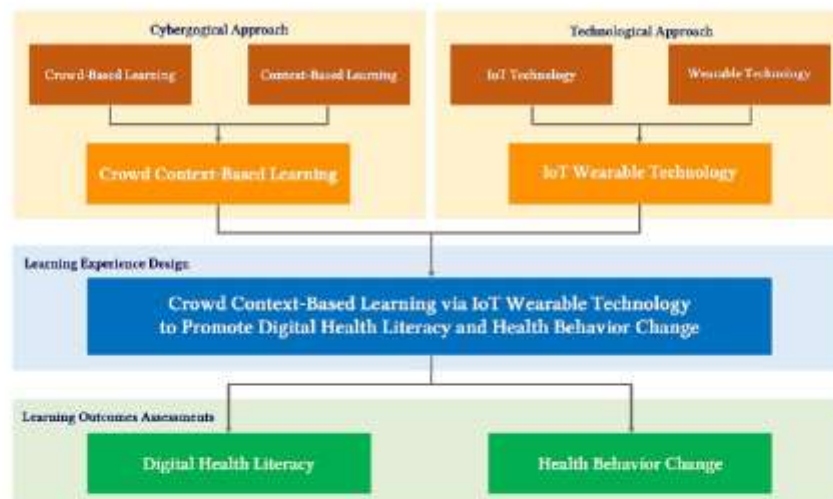 Cybergogical Approach
Technological Approach
Crowd-Based Learning
Context-Based Learning
IoT Technology
Wearable Technology
Crowd Context-Based Learning
IoT Wearable Technology
Learning Experience Design
Crowd Context-Based Learning via IoT Wearable Technology
to Promote Digital Health Literacy and Health Behavior Change
Learning Outcomes Assessments
Digital Health Literacy
Health Behavior Change